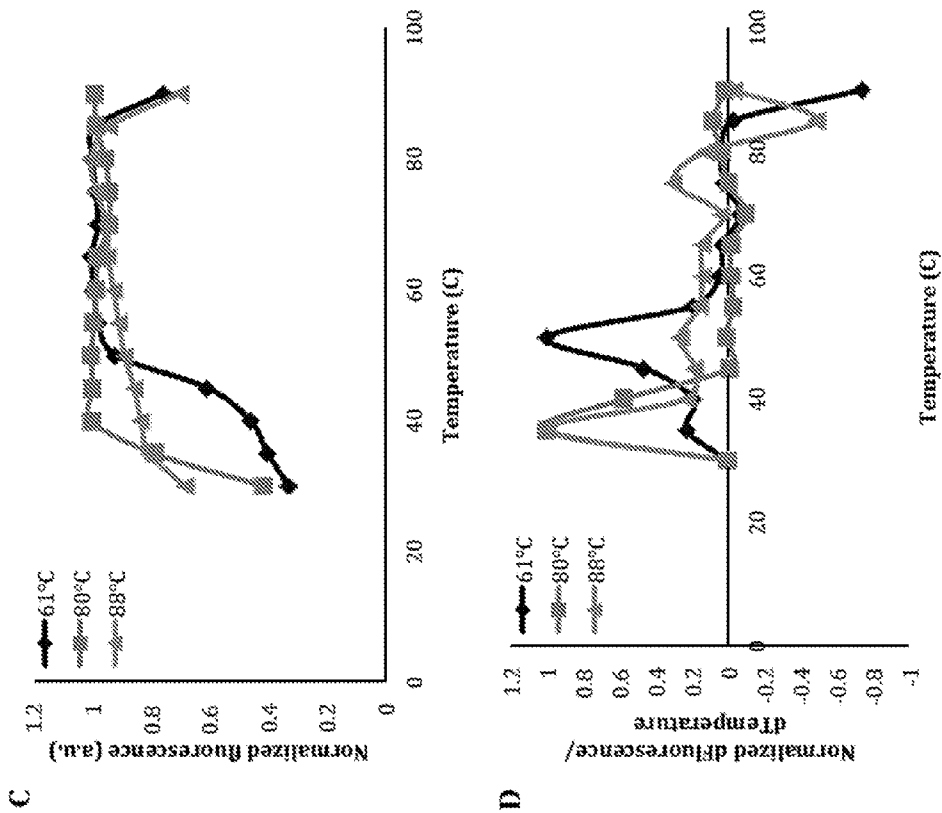 C
Normalized fluorescence (a.u.)
1.2
1
0.8
0.6
0.4
0.2
0
61°C
80°C
88°C
0
20
40
60
80
100
Temperature (C)
D
Normalized dFluorescence/
dTemperature
1.2
1
0.8
0.6
0.4
0.2
0
-0.2
-0.4
-0.6
-0.8
-1
61°C
80°C
88°C
0
20
40
60
80
100
Temperature (C)